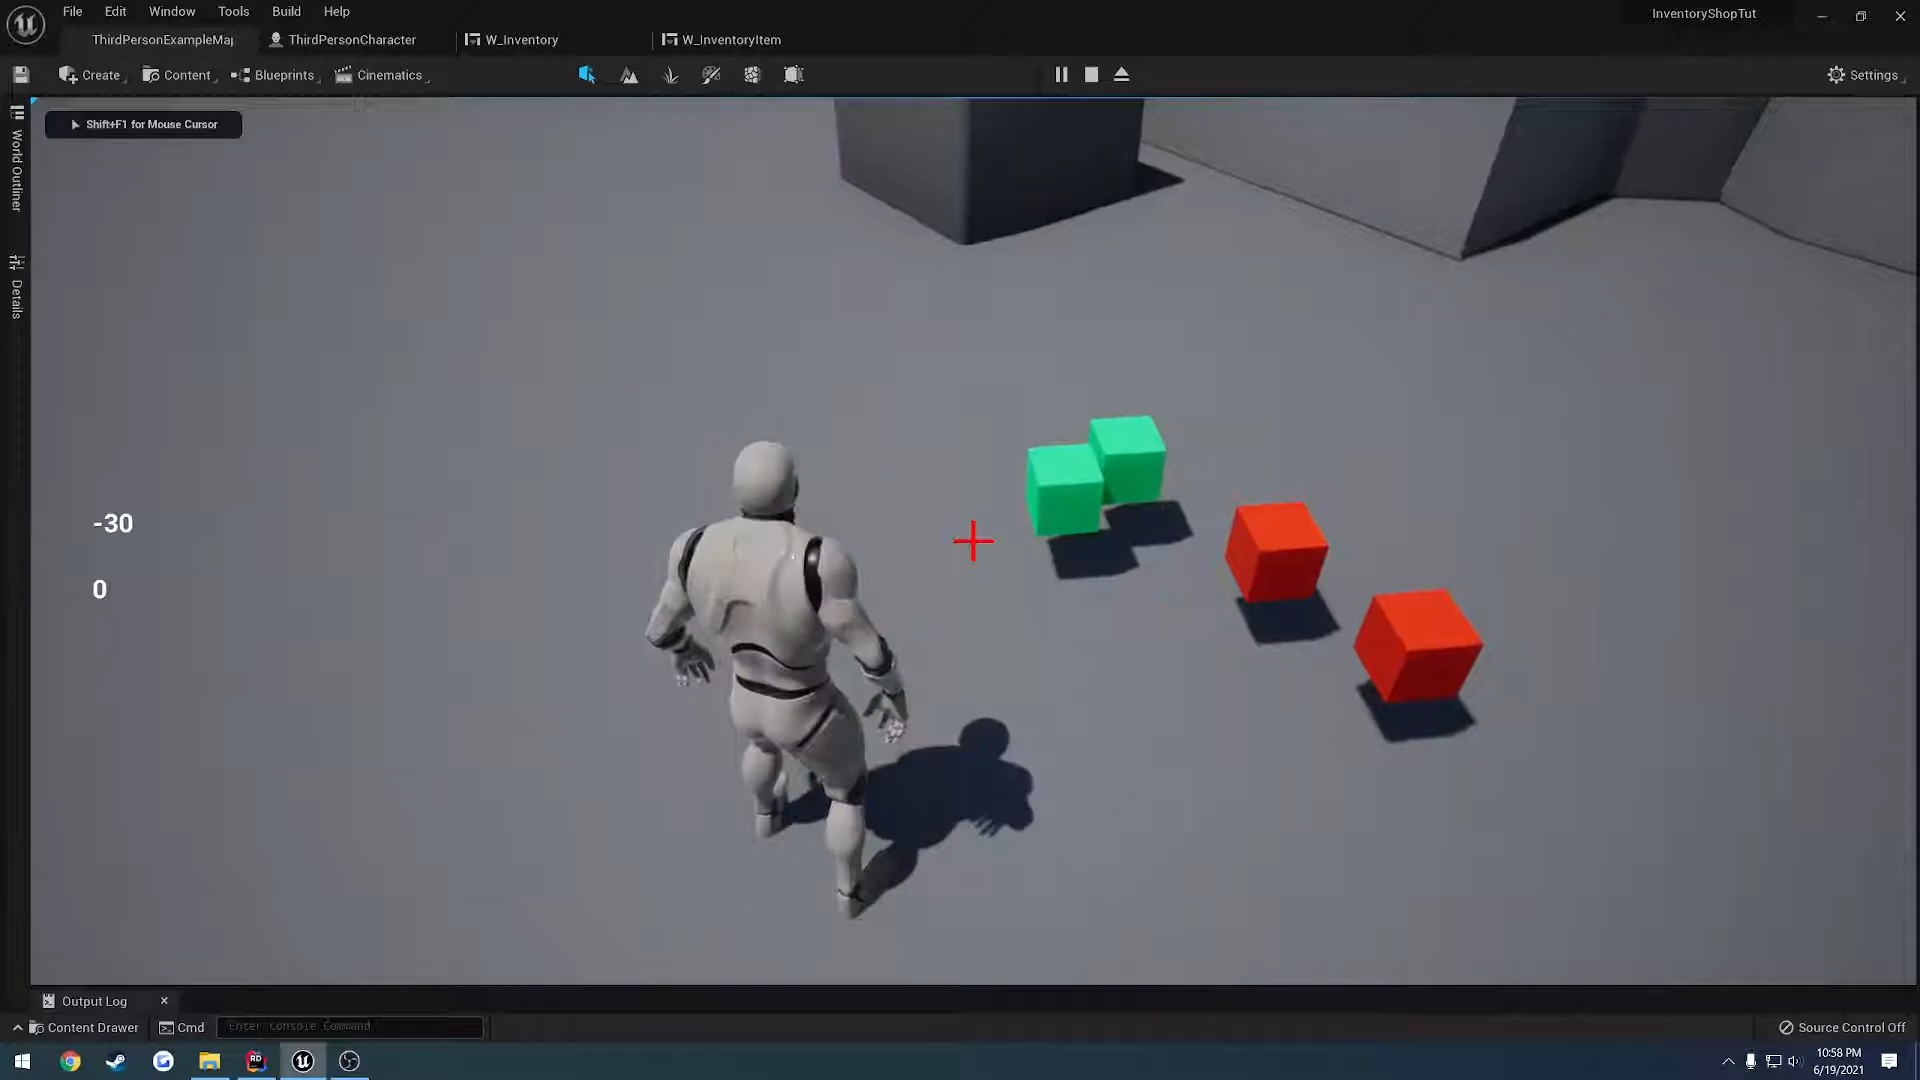 File Edit Window Tools Build Help
InventoryShopTut
ThirdPersonExampleMap ThirdPersonCharacter W_Inventory W_InventoryItem
Create Content Blueprints Cinematics
Settings
Shift+F1 for Mouse Cursor
World Outliner
Details
-30
0
Output Log
Content Drawer Cmd Enter Console Command
Source Control Off
RD
10:58 PM
6/19/2021